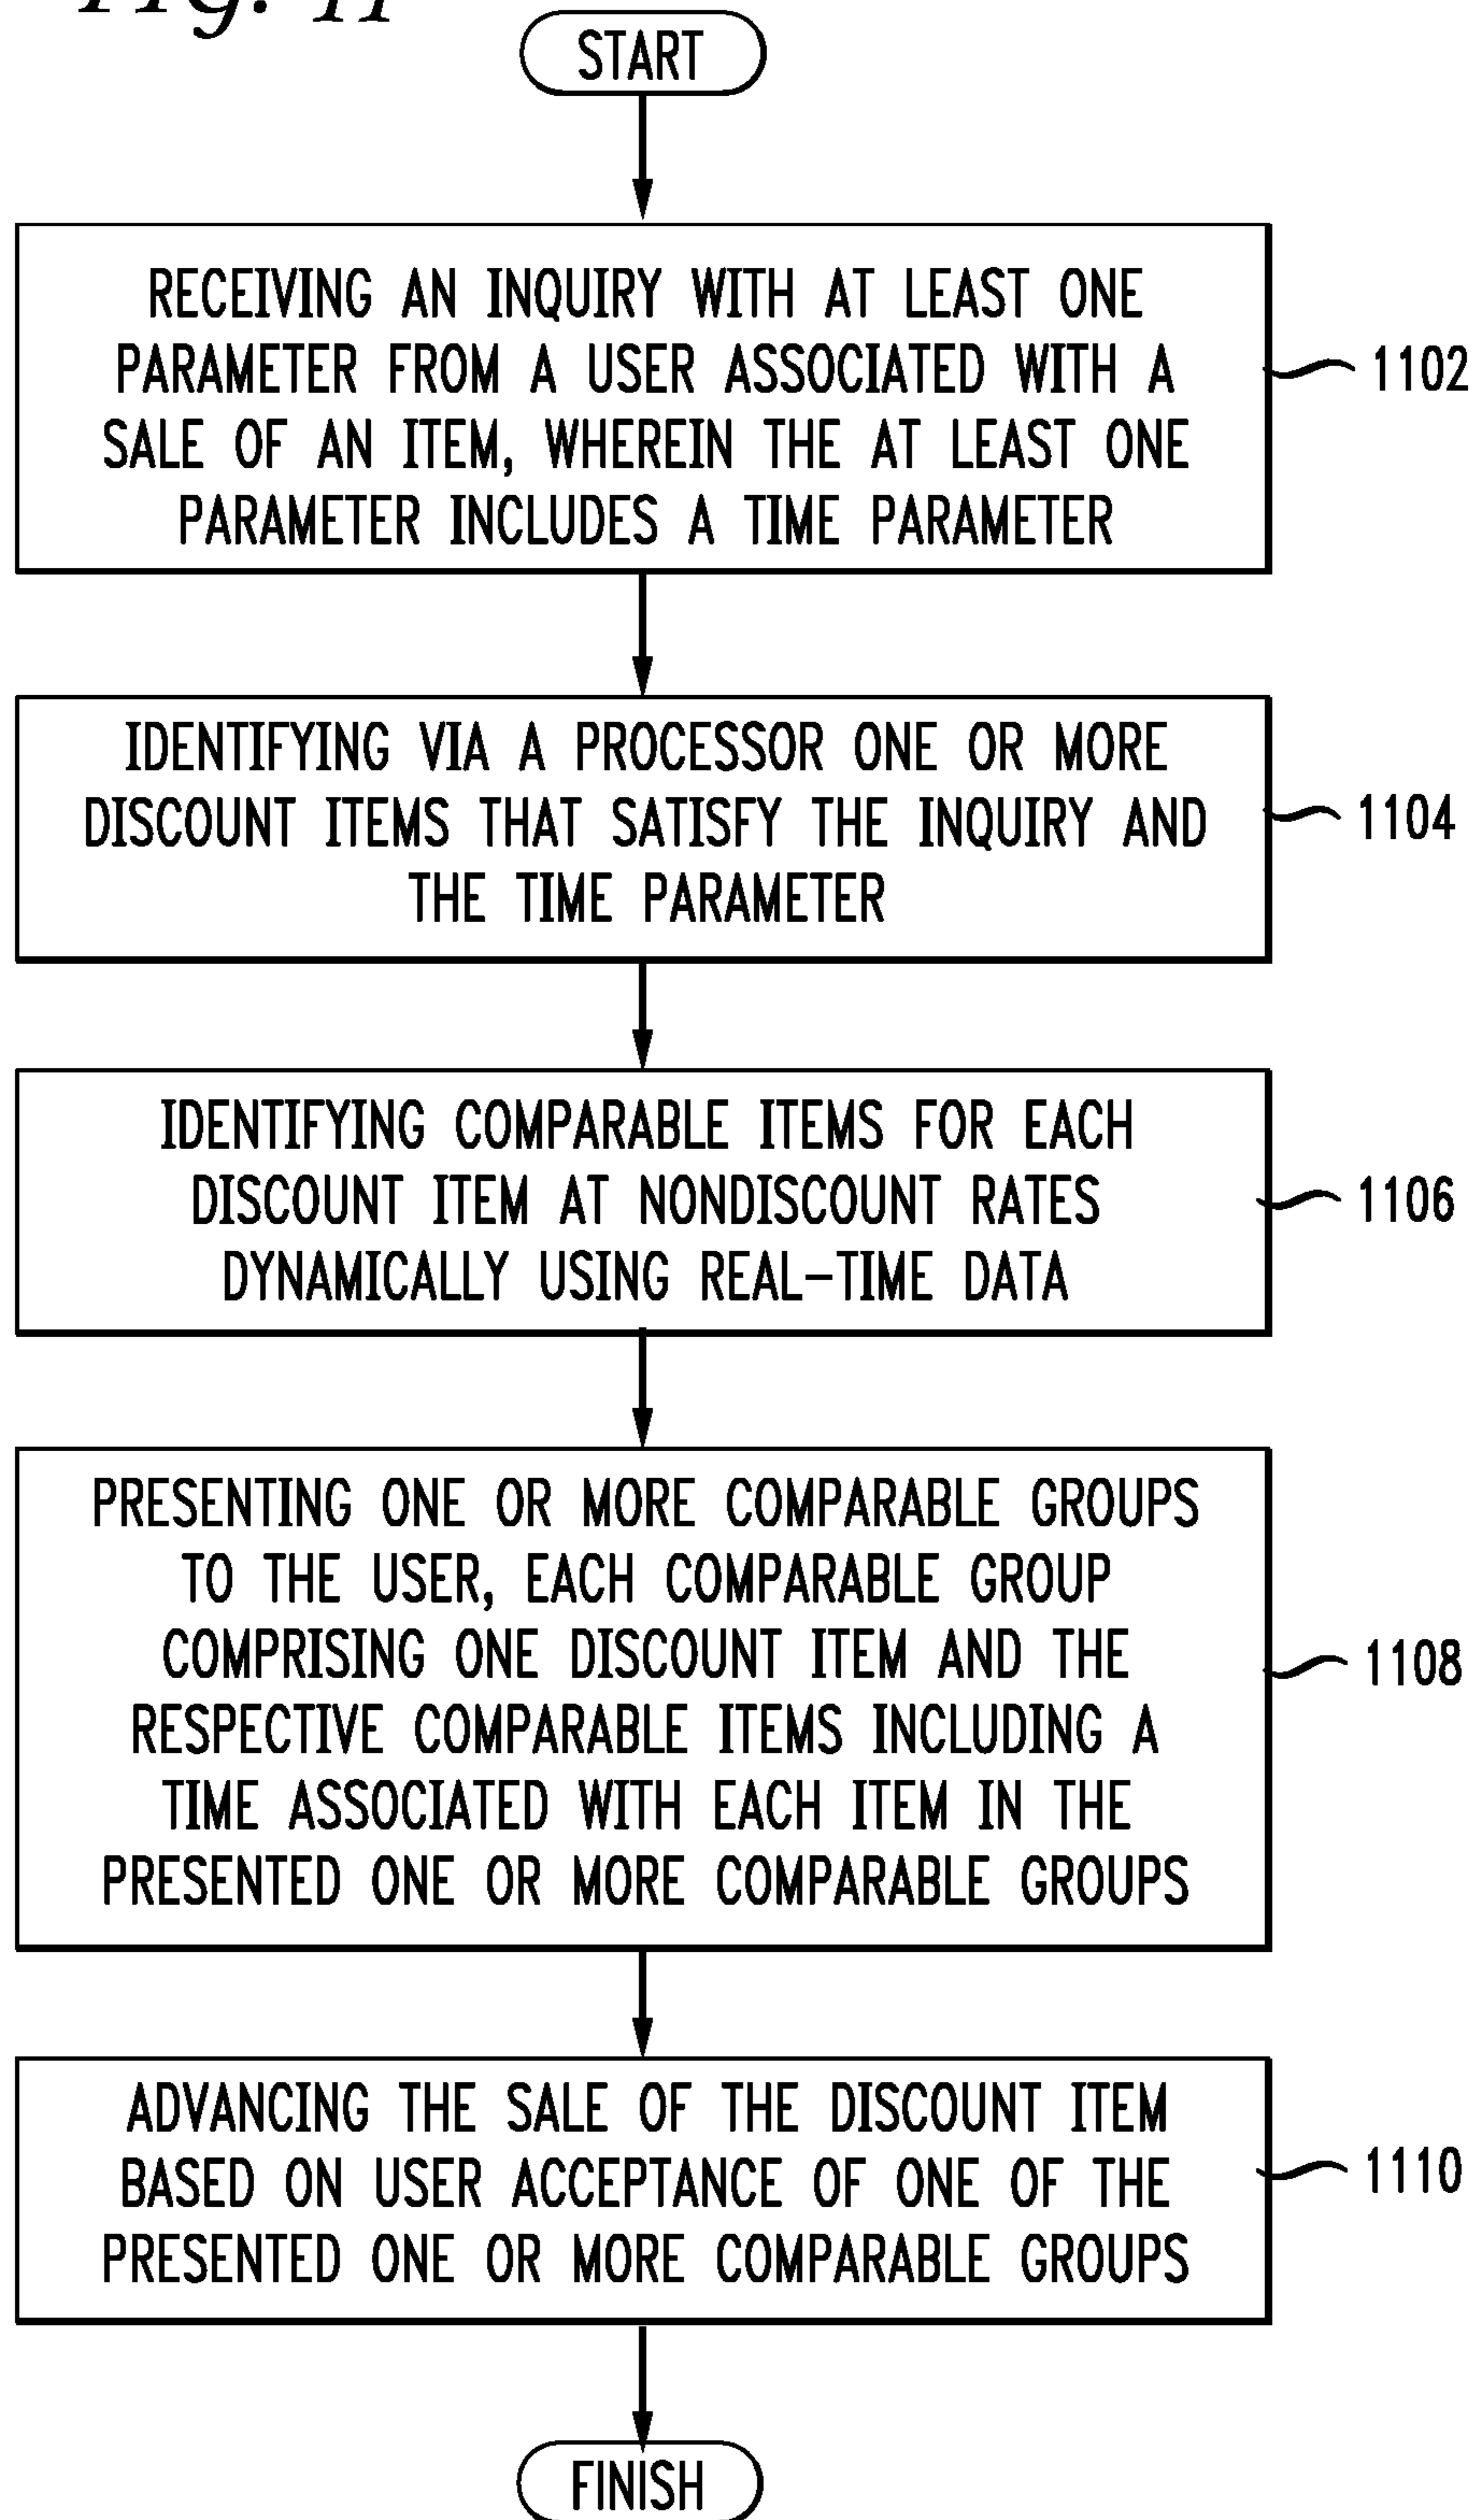 Fig. 11
START
RECEIVING AN INQUIRY WITH AT LEAST ONE
PARAMETER FROM A USER ASSOCIATED WITH A
SALE OF AN ITEM, WHEREIN THE AT LEAST ONE
PARAMETER INCLUDES A TIME PARAMETER
1102
IDENTIFYING VIA A PROCESSOR ONE OR MORE
DISCOUNT ITEMS THAT SATISFY THE INQUIRY AND
THE TIME PARAMETER
1104
IDENTIFYING COMPARABLE ITEMS FOR EACH
DISCOUNT ITEM AT NONDISCOUNT RATES
DYNAMICALLY USING REAL-TIME DATA
1106
PRESENTING ONE OR MORE COMPARABLE GROUPS
TO THE USER, EACH COMPARABLE GROUP
COMPRISING ONE DISCOUNT ITEM AND THE
RESPECTIVE COMPARABLE ITEMS INCLUDING A
TIME ASSOCIATED WITH EACH ITEM IN THE
PRESENTED ONE OR MORE COMPARABLE GROUPS
1108
ADVANCING THE SALE OF THE DISCOUNT ITEM
BASED ON USER ACCEPTANCE OF ONE OF THE
PRESENTED ONE OR MORE COMPARABLE GROUPS
1110
FINISH